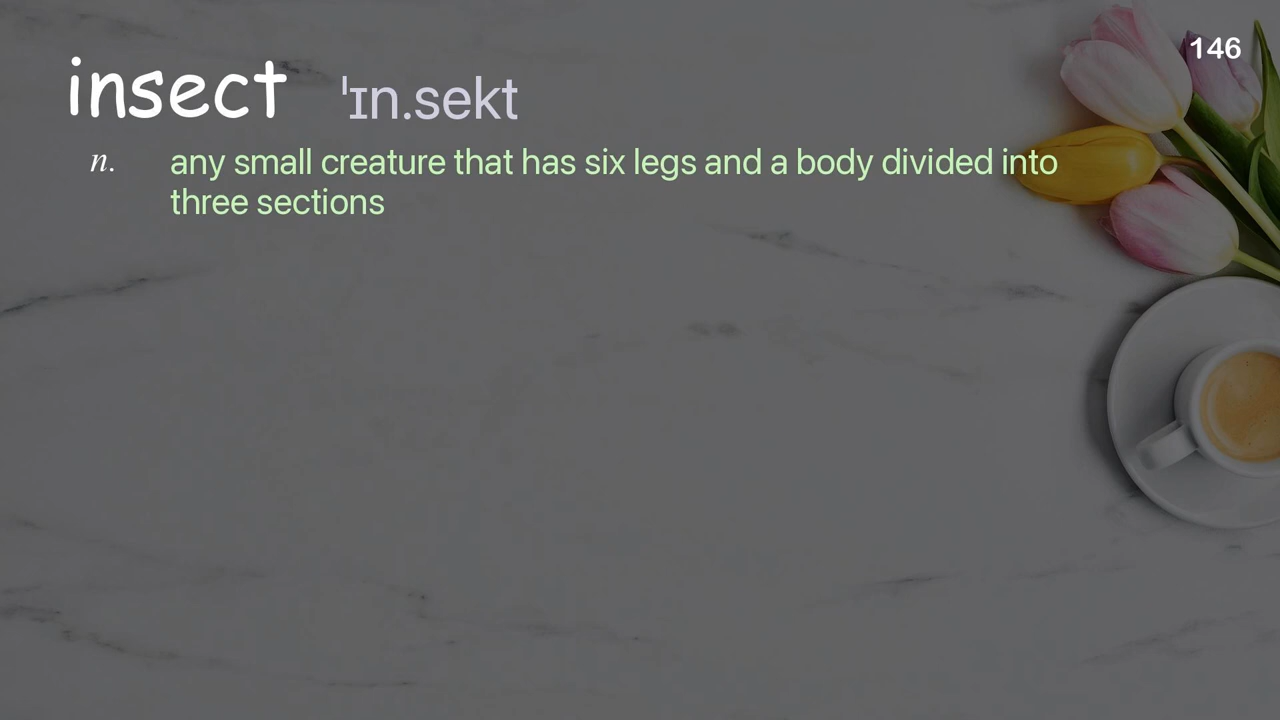 146
insect ˈɪn.sekt
n. any small creature that has six legs and a body divided into
three sections